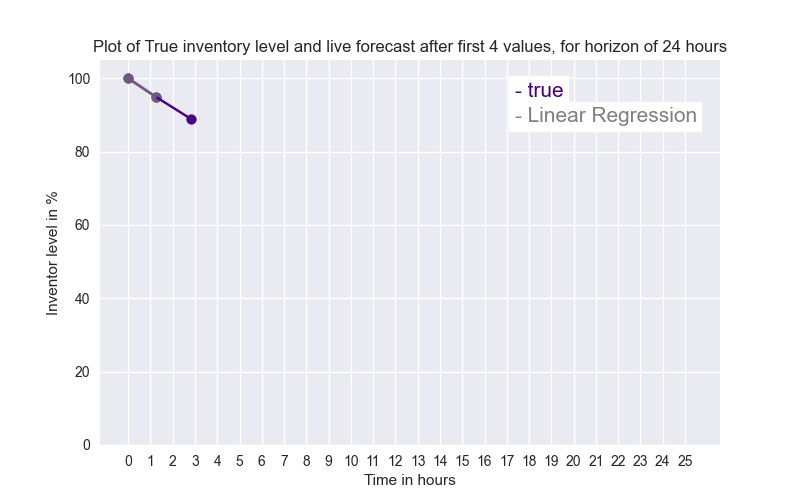 Plot of True inventory level and live forecast after first 4 values, for horizon of 24 hours
100
- true
- Linear Regression
80
60
Inventor level in %
40
20
0
0 1 2 3 4 5 6 7 8 9 10 11 12 13 14 15 16 17 18 19 20 21 22 23 24 25
Time in hours